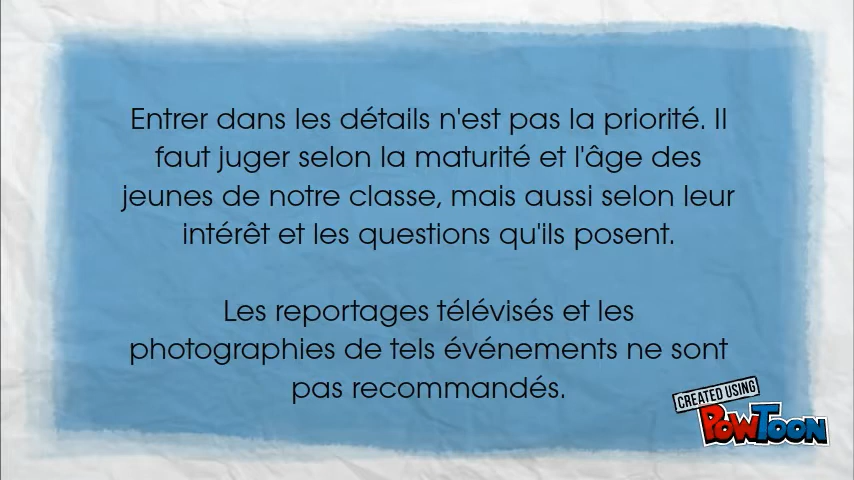 Entrer dans les détails n'est pas la priorité. Il
faut juger selon la maturité et l'âge des
jeunes de notre classe, mais aussi selon leur
intérêt et les questions qu'ils posent.
Les reportages télévisés et les
photographies de tels événements ne sont
pas recommandés.
CREATED USING
POWTOON